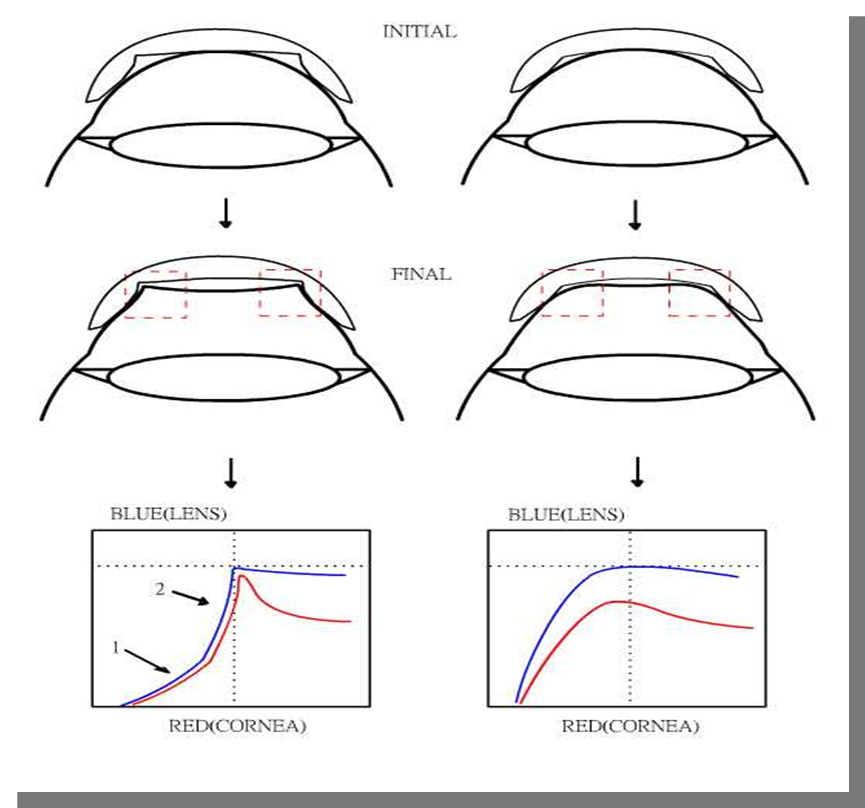 INITIAL
FINAL
BLUE(LENS)
BLUE(LENS)
2
1
RED(CORNEA)
RED(CORNEA)